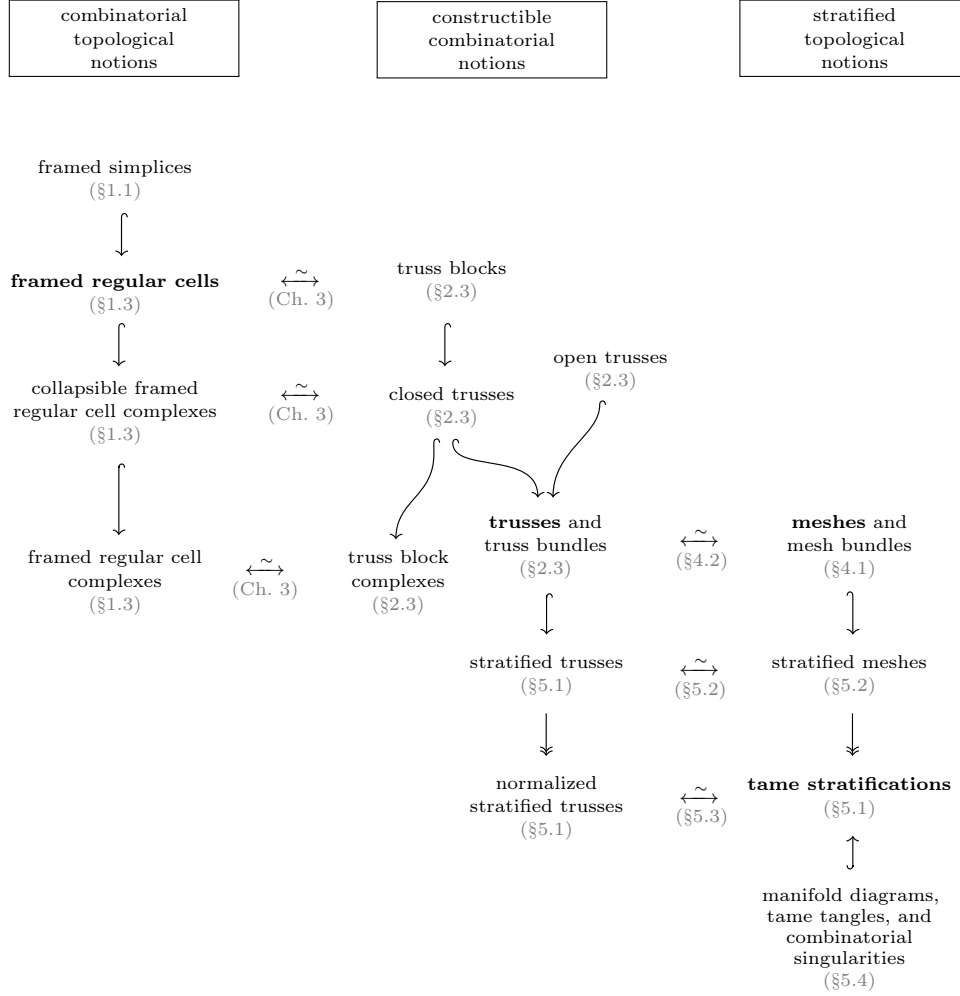 combinatorial
topological
notions
constructible
combinatorial
notions
stratified
topological
notions
framed simplices
(§1.1)
framed regular cells
(§1.3)
∼
(Ch. 3)
truss blocks
(§2.3)
collapsible framed
regular cell complexes
(§1.3)
∼
(Ch. 3)
closed trusses
(§2.3)
open trusses
(§2.3)
framed regular cell
complexes
(§1.3)
∼
(Ch. 3)
truss block
complexes
(§2.3)
trusses and
truss bundles
(§2.3)
∼
(§4.2)
meshes and
mesh bundles
(§4.1)
stratified trusses
(§5.1)
∼
(§5.2)
stratified meshes
(§5.2)
normalized
stratified trusses
(§5.1)
∼
(§5.3)
tame stratifications
(§5.1)
manifold diagrams,
tame tangles, and
combinatorial
singularities
(§5.4)